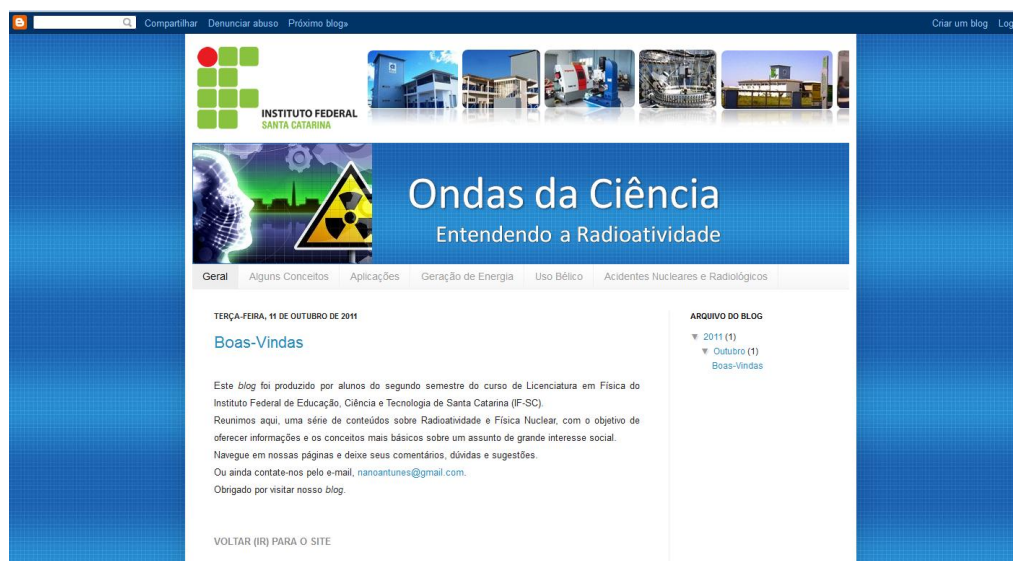 Compartilhar Denunciar abuso Próximo blog» Criar um blog Log
INSTITUTO FEDERAL
SANTA CATARINA
Ondas da Ciência
Entendendo a Radioatividade
Geral Alguns Conceitos Aplicações Geração de Energia Uso Bélico Acidentes Nucleares e Radiológicos
TERÇA-FEIRA, 11 DE OUTUBRO DE 2011
Boas-Vindas
Este blog foi produzido por alunos do segundo semestre do curso de Licenciatura em Física do
Instituto Federal de Educação, Ciência e Tecnologia de Santa Catarina (IF-SC).
Reunimos aqui, uma série de conteúdos sobre Radioatividade e Física Nuclear, com o objetivo de
oferecer informações e os conceitos mais básicos sobre um assunto de grande interesse social.
Navegue em nossas páginas e deixe seus comentários, dúvidas e sugestões.
Ou ainda contate-nos pelo e-mail, nanoantunes@gmail.com.
Obrigado por visitar nosso blog.
VOLTAR (IR) PARA O SITE
ARQUIVO DO BLOG
▼ 2011 (1)
▼ Outubro (1)
Boas-Vindas